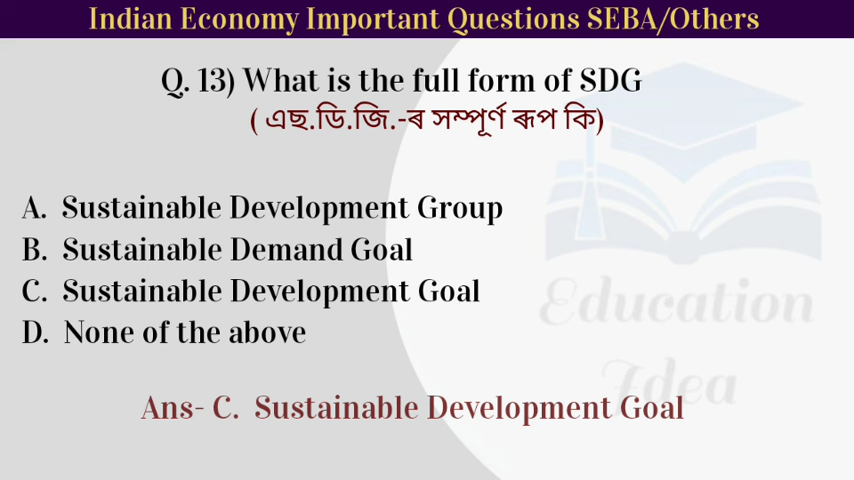 Indian Economy Important Questions SEBA/Others
Q. 13) What is the full form of SDG
( এছ.ডি.জি.-ৰ সম্পূৰ্ণ ৰূপ কি)
A. Sustainable Development Group
B. Sustainable Demand Goal
C. Sustainable Development Goal
D. None of the above
Education
Idea
Ans- C. Sustainable Development Goal